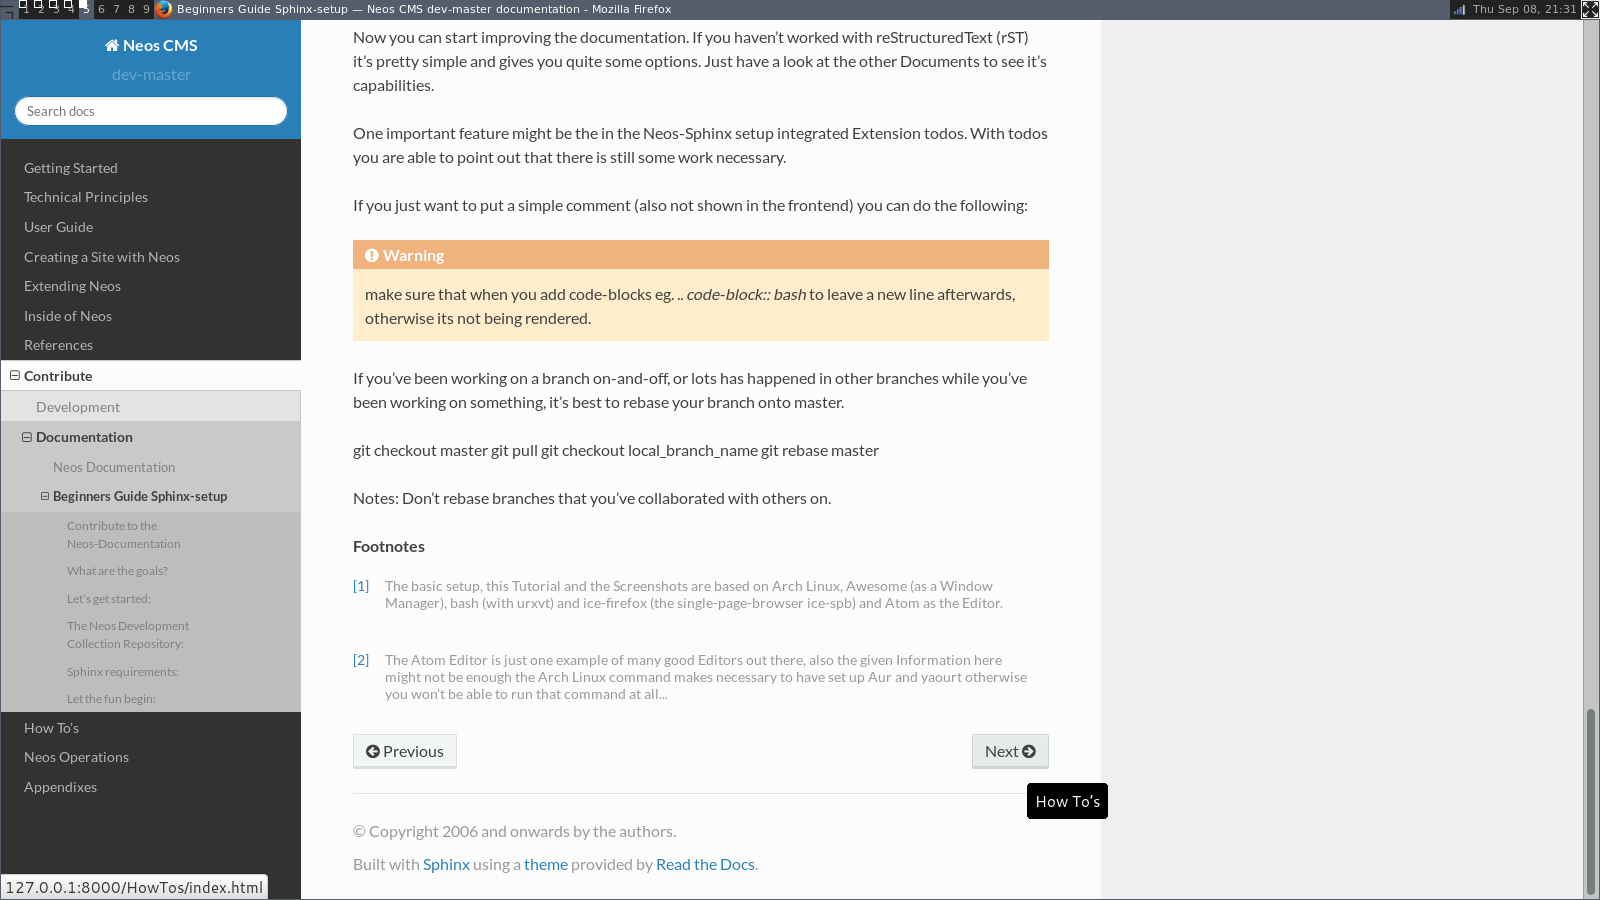 1 2 3 4 5 6 7 8 9 Beginners Guide Sphinx-setup — Neos CMS dev-master documentation - Mozilla Firefox Thu Sep 08, 21:31
Neos CMS
dev-master
Search docs
Getting Started
Technical Principles
User Guide
Creating a Site with Neos
Extending Neos
Inside of Neos
References
Contribute
Development
Documentation
Neos Documentation
Beginners Guide Sphinx-setup
Contribute to the
Neos-Documentation
What are the goals?
Let's get started:
The Neos Development
Collection Repository:
Sphinx requirements:
Let the fun begin:
How To's
Neos Operations
Appendixes
127.0.0.1:8000/HowTos/index.html
Now you can start improving the documentation. If you haven't worked with reStructuredText (rST)
it's pretty simple and gives you quite some options. Just have a look at the other Documents to see it's
capabilities.
One important feature might be the in the Neos-Sphinx setup integrated Extension todos. With todos
you are able to point out that there is still some work necessary.
If you just want to put a simple comment (also not shown in the frontend) you can do the following:
Warning
make sure that when you add code-blocks eg. .. code-block:: bash to leave a new line afterwards,
otherwise its not being rendered.
If you've been working on a branch on-and-off, or lots has happened in other branches while you've
been working on something, it's best to rebase your branch onto master.
git checkout master git pull git checkout local_branch_name git rebase master
Notes: Don't rebase branches that you've collaborated with others on.
Footnotes
[1] The basic setup, this Tutorial and the Screenshots are based on Arch Linux, Awesome (as a Window
Manager), bash (with urxvt) and ice-firefox (the single-page-browser ice-spb) and Atom as the Editor.
[2] The Atom Editor is just one example of many good Editors out there, also the given Information here
might not be enough the Arch Linux command makes necessary to have set up Aur and yaourt otherwise
you won't be able to run that command at all...
Previous Next
How To's
© Copyright 2006 and onwards by the authors.
Built with Sphinx using a theme provided by Read the Docs.